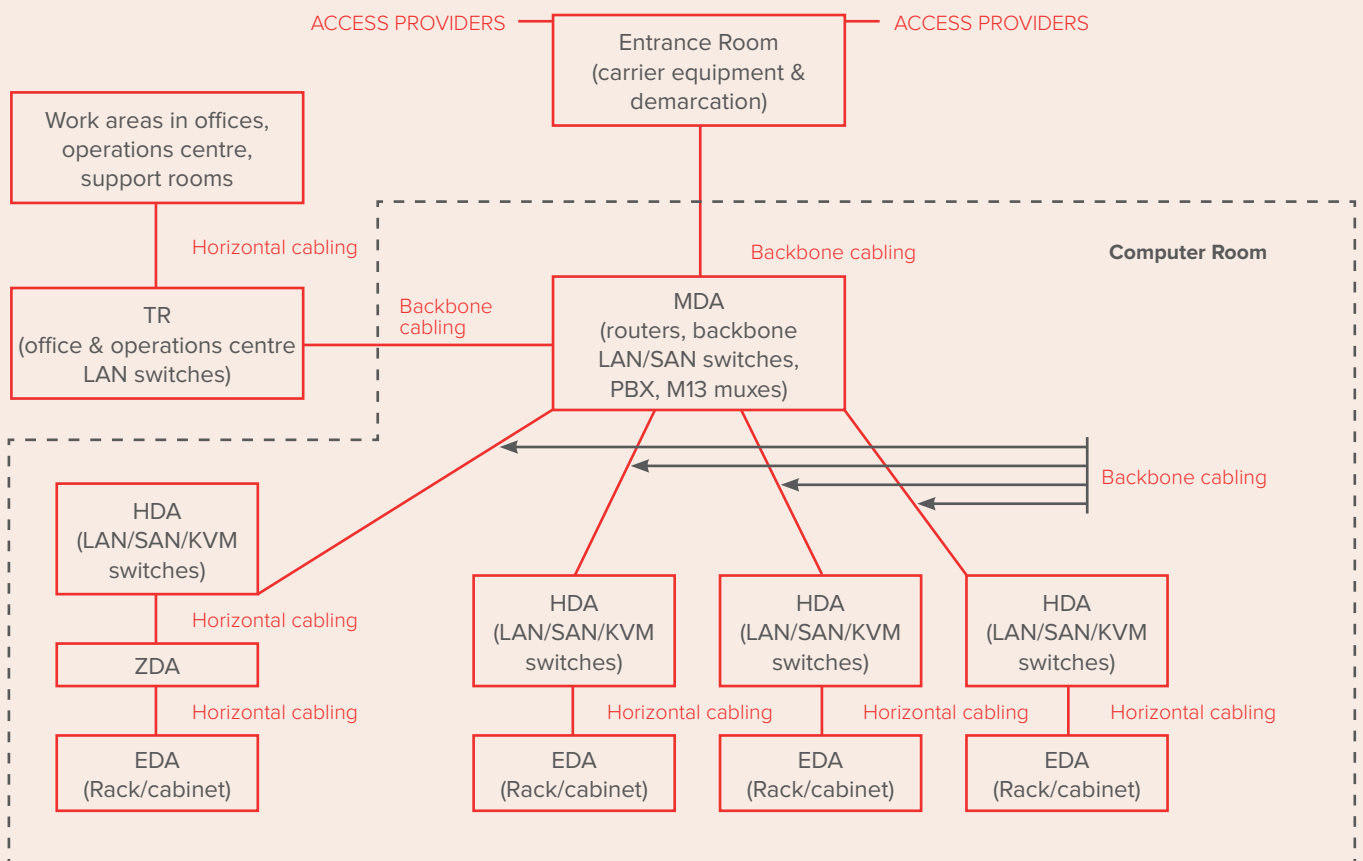 ACCESS PROVIDERS
ACCESS PROVIDERS
Entrance Room
(carrier equipment &
demarcation)
Work areas in offices,
operations centre,
support rooms
Horizontal cabling
Backbone cabling
Computer Room
TR
(office & operations centre
LAN switches)
Backbone
cabling
MDA
(routers, backbone
LAN/SAN switches,
PBX, M13 muxes)
Backbone cabling
HDA
(LAN/SAN/KVM
switches)
Horizontal cabling
ZDA
Horizontal cabling
EDA
(Rack/cabinet)
HDA
(LAN/SAN/KVM
switches)
Horizontal cabling
EDA
(Rack/cabinet)
HDA
(LAN/SAN/KVM
switches)
Horizontal cabling
EDA
(Rack/cabinet)
HDA
(LAN/SAN/KVM
switches)
Horizontal cabling
EDA
(Rack/cabinet)